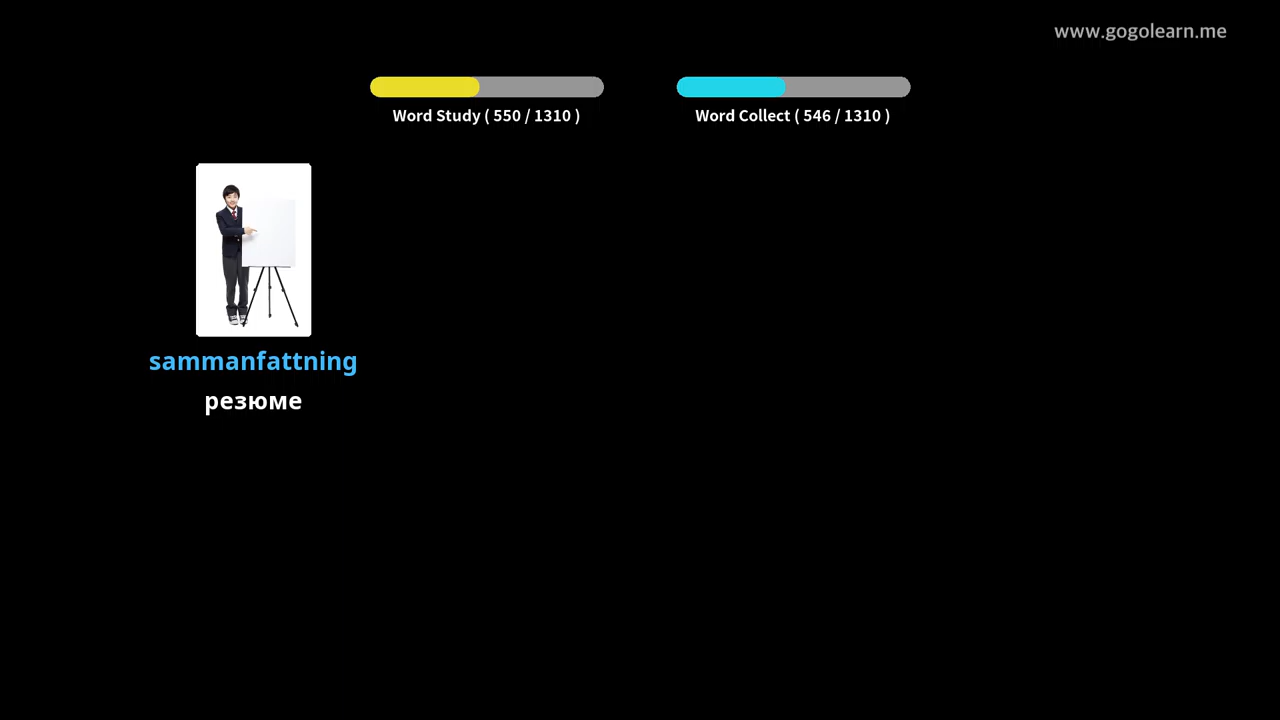 www.gogolearn.me
Word Study ( 550 / 1310 )
Word Collect ( 546 / 1310 )
sammanfattning
резюме